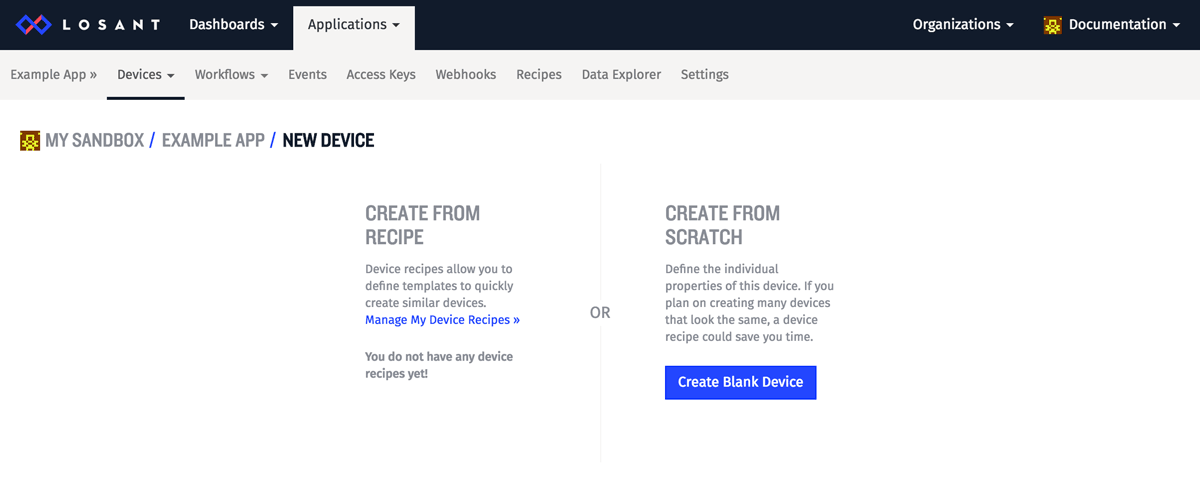 LOSANT Dashboards Applications Organizations Documentation
Example App » Devices Workflows Events Access Keys Webhooks Recipes Data Explorer Settings
MY SANDBOX / EXAMPLE APP / NEW DEVICE
CREATE FROM
RECIPE
Device recipes allow you to
define templates to quickly
create similar devices.
Manage My Device Recipes »
You do not have any device
recipes yet!
OR
CREATE FROM
SCRATCH
Define the individual
properties of this device. If you
plan on creating many devices
that look the same, a device
recipe could save you time.
Create Blank Device